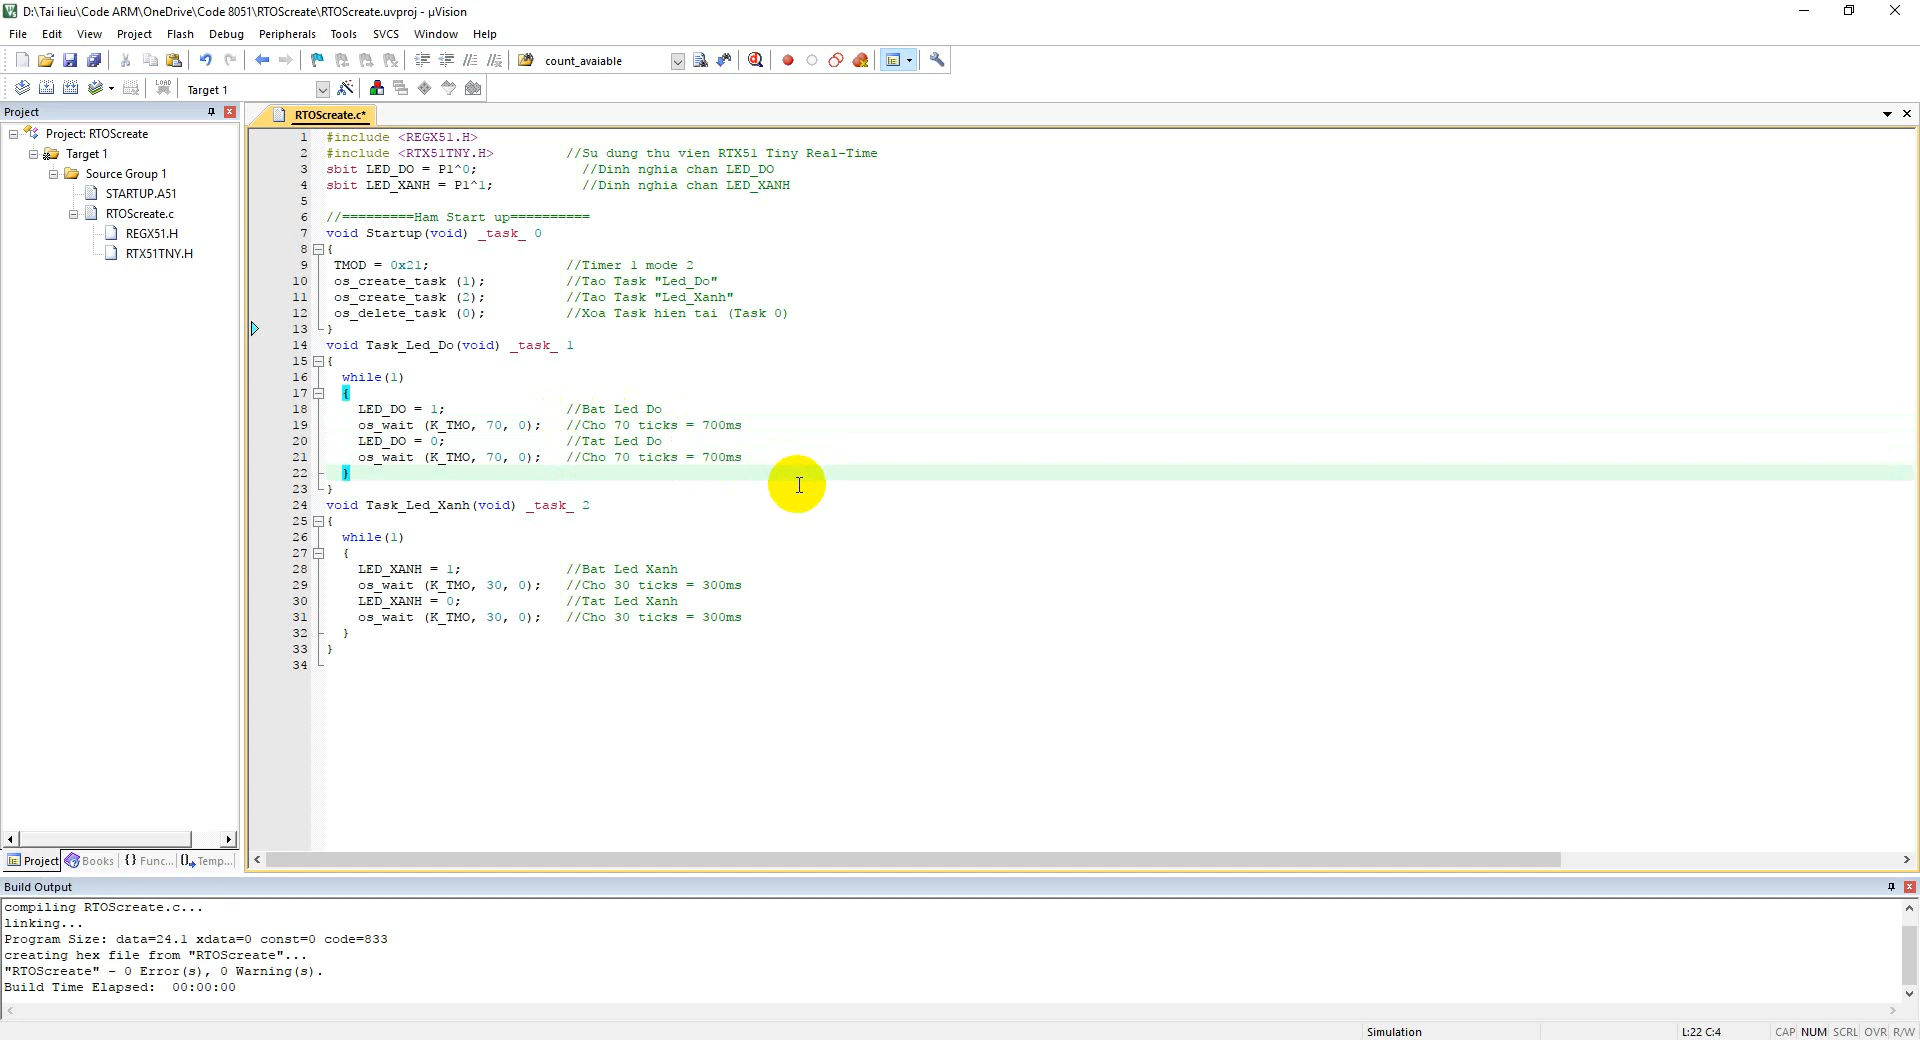 D:\Tai lieu\Code ARM\OneDrive\Code 8051\RTOScreate\RTOScreate.uvproj - µVision
File Edit View Project Flash Debug Peripherals Tools SVCS Window Help
count_avaiable
LOAD Target 1
Project
Project: RTOScreate
Target 1
Source Group 1
STARTUP.A51
RTOScreate.c
REGX51.H
RTX51TNY.H
Project Books {} Func... Temp...
RTOScreate.c*
1 #include <REGX51.H>
2 #include <RTX51TNY.H> //Su dung thu vien RTX51 Tiny Real-Time
3 sbit LED_DO = P1^0; //Dinh nghia chan LED_DO
4 sbit LED_XANH = P1^1; //Dinh nghia chan LED_XANH
5
6 //=========Ham Start up==========
7 void Startup(void) _task_ 0
8 {
9 TMOD = 0x21; //Timer 1 mode 2
10 os_create_task (1); //Tao Task "Led_Do"
11 os_create_task (2); //Tao Task "Led_Xanh"
12 os_delete_task (0); //Xoa Task hien tai (Task 0)
13 }
14 void Task_Led_Do(void) _task_ 1
15 {
16 while(1)
17 {
18 LED_DO = 1; //Bat Led Do
19 os_wait (K_TMO, 70, 0); //Cho 70 ticks = 700ms
20 LED_DO = 0; //Tat Led Do
21 os_wait (K_TMO, 70, 0); //Cho 70 ticks = 700ms
22 }
23 }
24 void Task_Led_Xanh(void) _task_ 2
25 {
26 while(1)
27 {
28 LED_XANH = 1; //Bat Led Xanh
29 os_wait (K_TMO, 30, 0); //Cho 30 ticks = 300ms
30 LED_XANH = 0; //Tat Led Xanh
31 os_wait (K_TMO, 30, 0); //Cho 30 ticks = 300ms
32 }
33 }
34
Build Output
compiling RTOScreate.c...
linking...
Program Size: data=24.1 xdata=0 const=0 code=833
creating hex file from "RTOScreate"...
"RTOScreate" - 0 Error(s), 0 Warning(s).
Build Time Elapsed: 00:00:00
Simulation L:22 C:4 CAP NUM SCRL OVR R/W